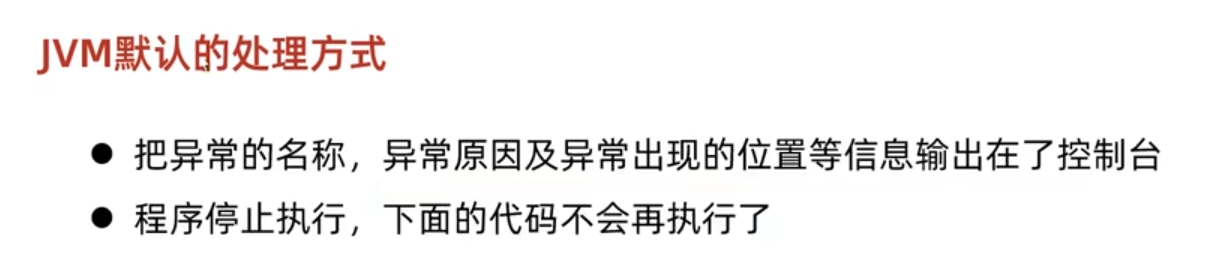 JVM默认的处理方式
● 把异常的名称，异常原因及异常出现的位置等信息输出在了控制台
● 程序停止执行，下面的代码不会再执行了